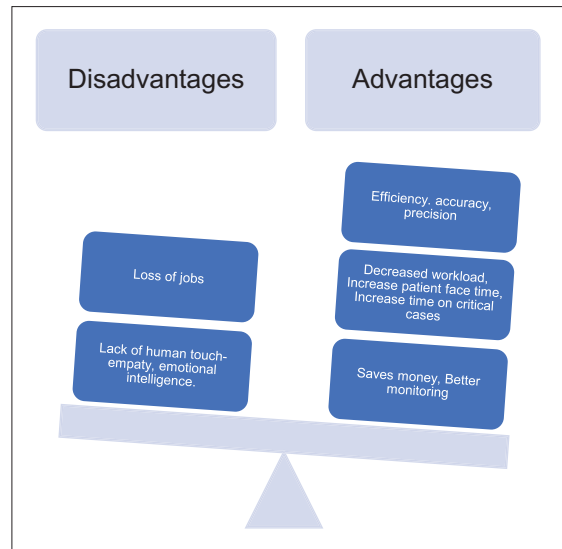 Disadvantages
Advantages
Loss of jobs
Lack of human touch-
empaty, emotional
intelligence.
Efficiency. accuracy,
precision
Decreased workload,
Increase patient face time,
Increase time on critical
cases
Saves money, Better
monitoring